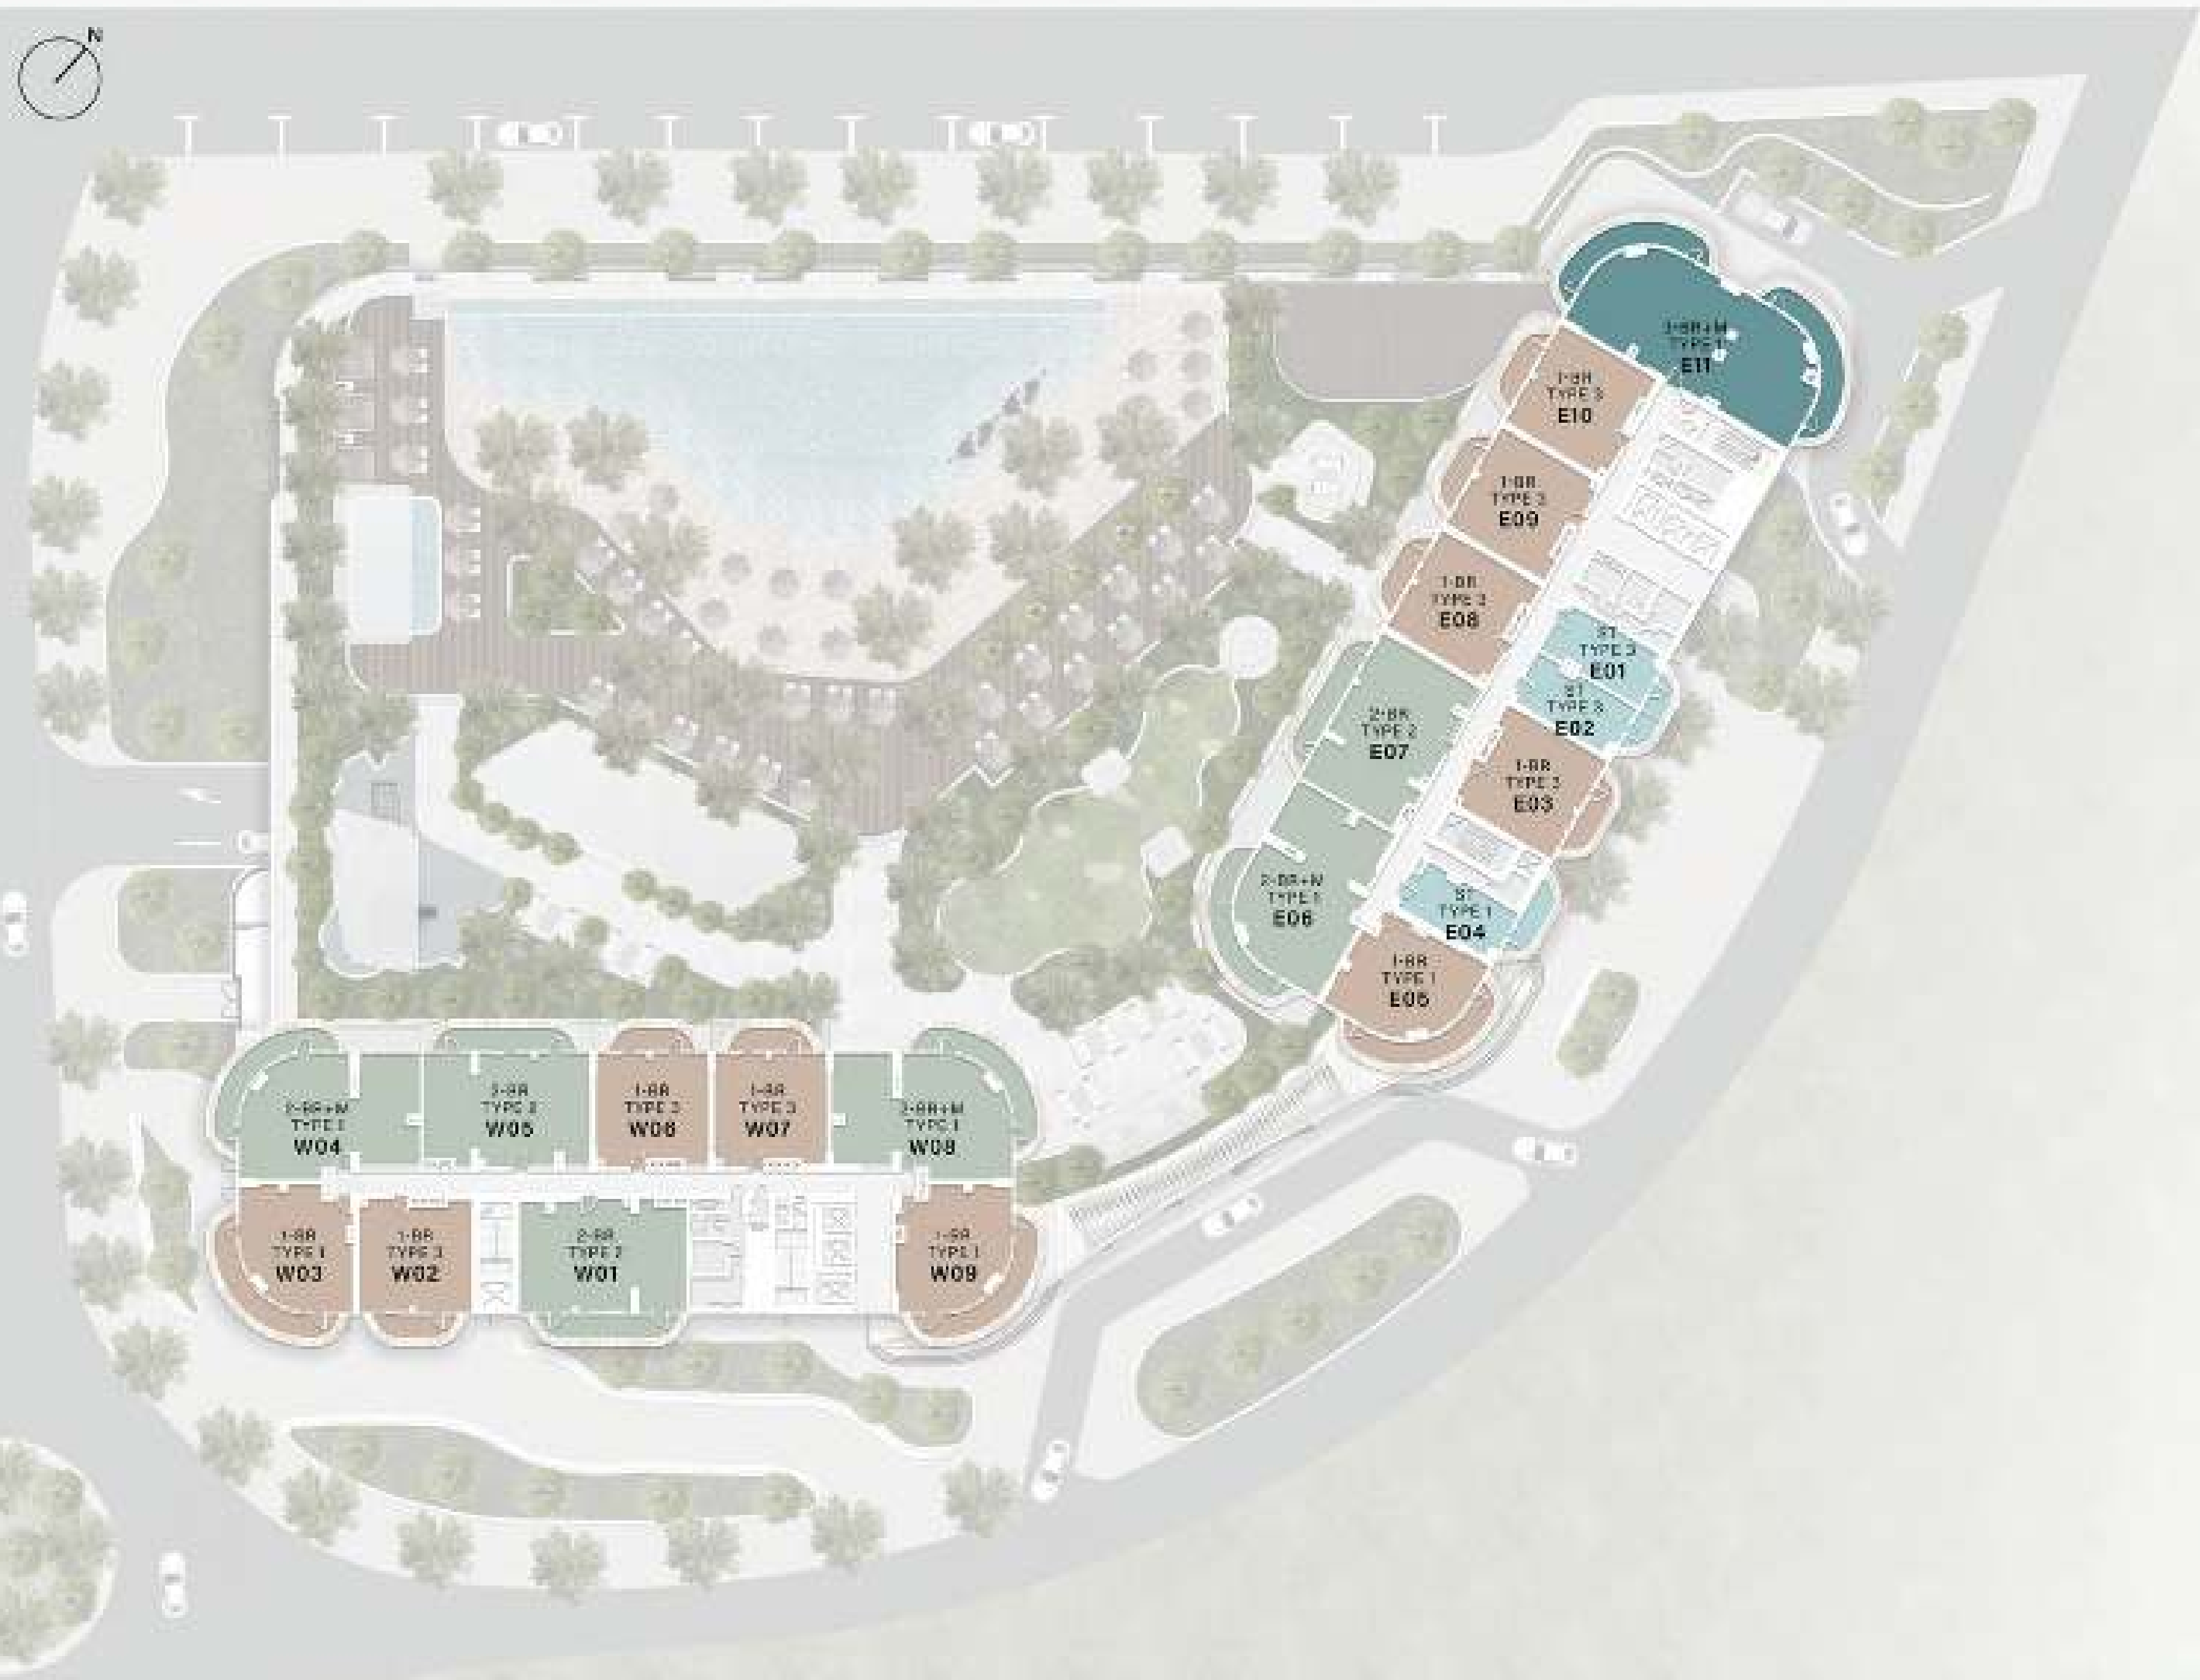 N
3-BR+M
TYPE 1
E11
1-BR
TYPE 3
E10
1-BR
TYPE 3
E09
1-BR
TYPE 3
E08
ST
TYPE 3
E01
ST
TYPE 3
E02
2-BR
TYPE 2
E07
1-BR
TYPE 3
E03
2-BR+M
TYPE 1
E06
ST
TYPE 1
E04
1-BR
TYPE 1
E05
2-BR+M
TYPE 1
W04
2-BR
TYPE 2
W05
1-BR
TYPE 3
W06
1-BR
TYPE 3
W07
2-BR+M
TYPE 1
W08
1-BR
TYPE 1
W03
1-BR
TYPE 3
W02
2-BR
TYPE 2
W01
1-BR
TYPE 1
W09